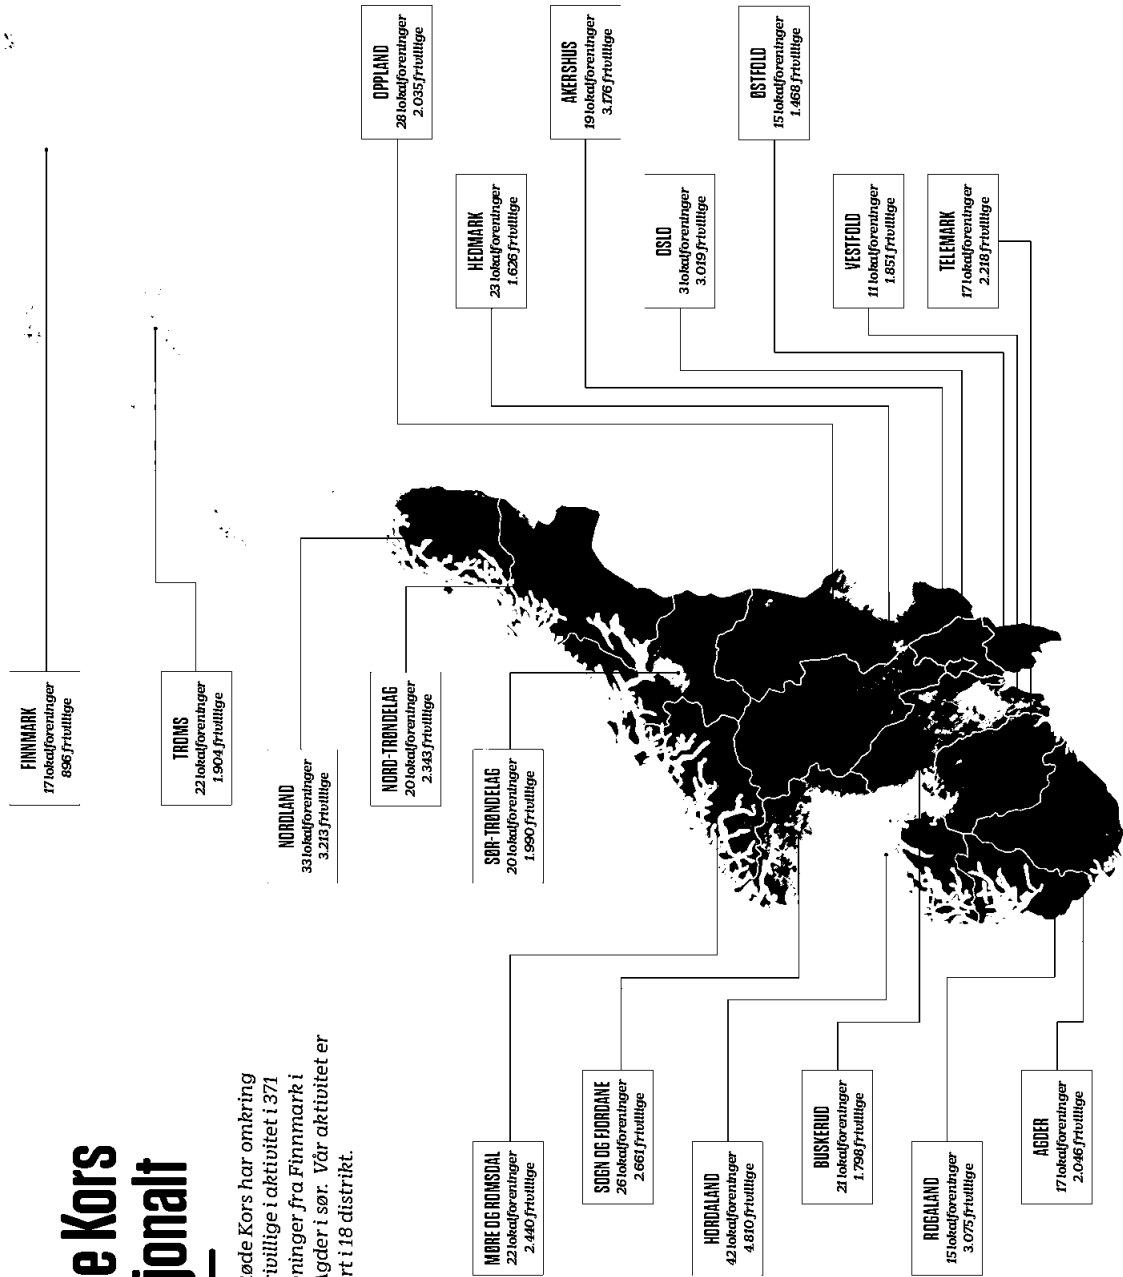 e Kors
jonalt
øde Kors har omkring
rivillige i aktivitet i 371
ninger fra Finnmark i
Agder i sør. Vår aktivitet er
rt i 18 distrikt.
FINNMARK
17 lokalforeninger
896 frivillige
TROMS
22 lokalforeninger
1.904 frivillige
NORDLAND
33 lokalforeninger
3.213 frivillige
NORD-TRØNDELAG
20 lokalforeninger
2.343 frivillige
SØR-TRØNDELAG
20 lokalforeninger
1.990 frivillige
MØRE OG ROMSDAL
22 lokalforeninger
2.440 frivillige
SOGN OG FJORDANE
26 lokalforeninger
2.661 frivillige
HORDALAND
42 lokalforeninger
4.810 frivillige
BUSKERUD
21 lokalforeninger
1.798 frivillige
ROGALAND
15 lokalforeninger
3.075 frivillige
AGDER
17 lokalforeninger
2.046 frivillige
OPPLAND
28 lokalforeninger
2.035 frivillige
HEDMARK
23 lokalforeninger
1.626 frivillige
AKERSHUS
19 lokalforeninger
3.176 frivillige
OSLO
3 lokalforeninger
3.019 frivillige
ØSTFOLD
15 lokalforeninger
1.468 frivillige
VESTFOLD
11 lokalforeninger
1.851 frivillige
TELEMARK
17 lokalforeninger
2.218 frivillige